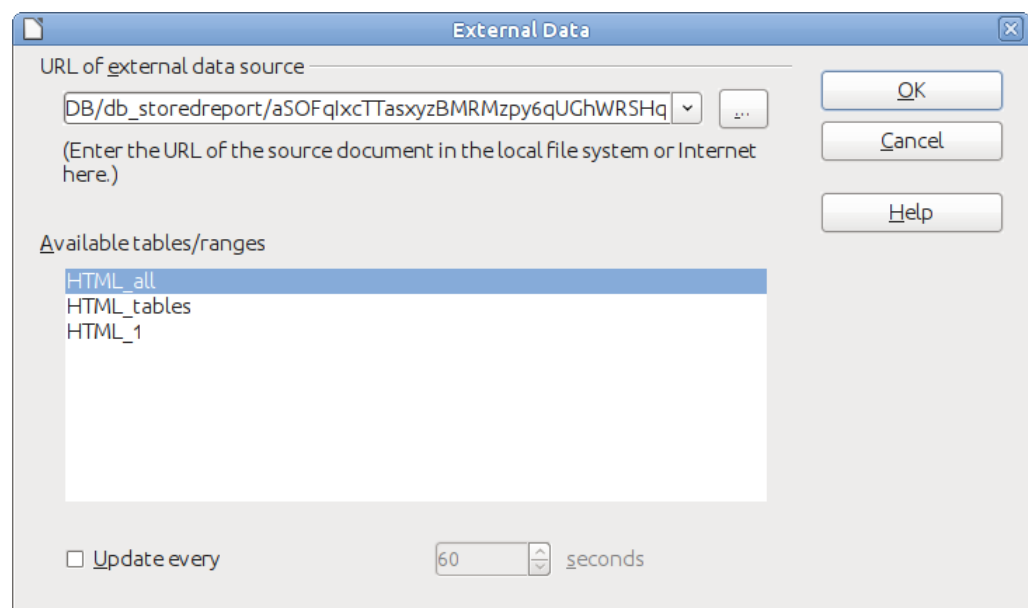 External Data
URL of external data source
DB/db_storedreport/aSOFqIxcTTasxyzBMRMzpy6qUGhWRSHq
...
(Enter the URL of the source document in the local file system or Internet
here.)
OK
Cancel
Help
Available tables/ranges
HTML_all
HTML_tables
HTML_1
Update every
60
seconds